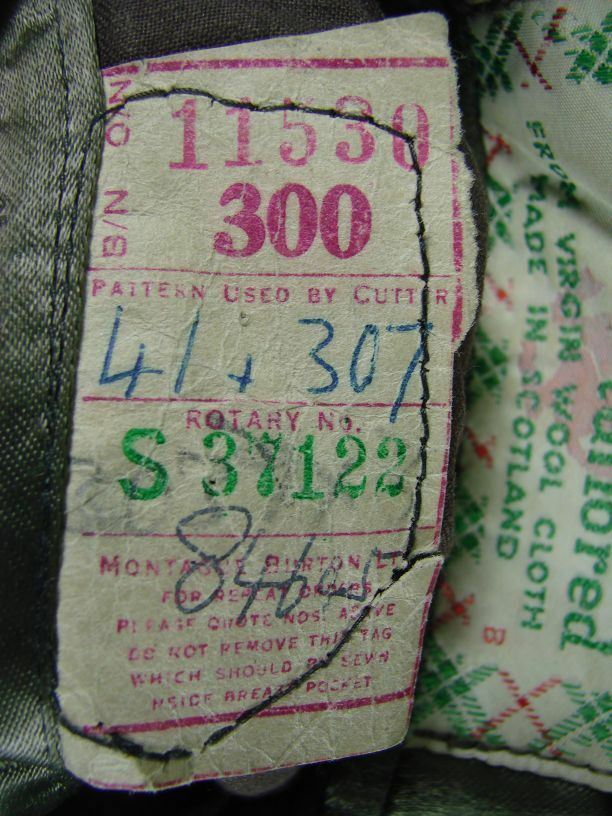 O/N 11530
B/N 300
PATTERN USED BY CUTTER
41 + 307
ROTARY NO.
S 37122
MONTAGUE BURTON LT
FOR REPEAT ORDERS
PLEASE QUOTE NOS. ABOVE
DO NOT REMOVE THIS TAG
WHICH SHOULD BE SEWN
INSIDE BREAST POCKET
tailored
FROM VIRGIN WOOL CLOTH
MADE IN SCOTLAND
B